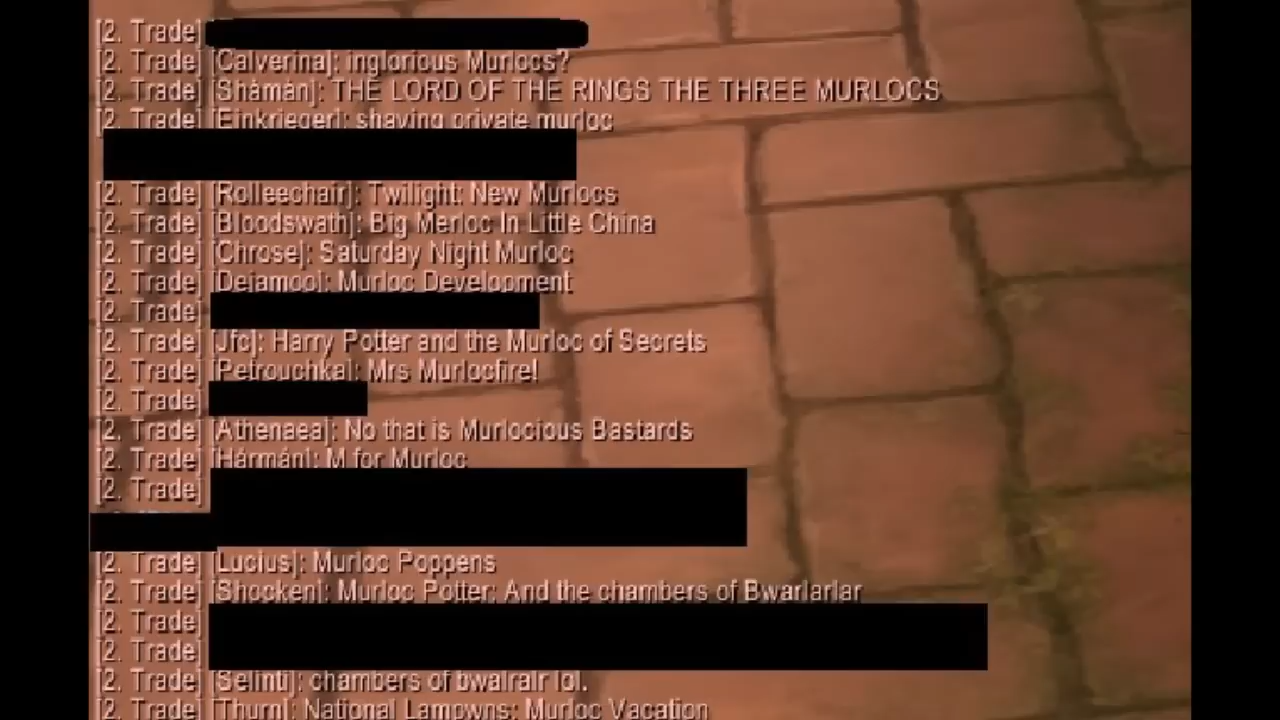 [2. Trade]
[2. Trade] [Calverina]: inglorious Murlocs?
[2. Trade] [Shàmàn]: THE LORD OF THE RINGS THE THREE MURLOCS
[2. Trade] [Einkrieger]: shaving private murloc
[2. Trade] [Rolleechair]: Twilight: New Murlocs
[2. Trade] [Bloodswath]: Big Merloc In Little China
[2. Trade] [Chrose]: Saturday Night Murloc
[2. Trade] [Dejamoo]: Murloc Development
[2. Trade]
[2. Trade] [Jfc]: Harry Potter and the Murloc of Secrets
[2. Trade] [Petrouchka]: Mrs Murlocfire!
[2. Trade]
[2. Trade] [Athenaea]: No that is Murlocious Bastards
[2. Trade] [Hármán]: M for Murloc
[2. Trade]
[2. Trade] [Lucius]: Murloc Poppens
[2. Trade] [Shocken]: Murloc Potter: And the chambers of Bwarlarlar
[2. Trade]
[2. Trade]
[2. Trade] [Selinti]: chambers of bwalralr lol.
[2. Trade] [Thurn]: National Lampowns: Murloc Vacation